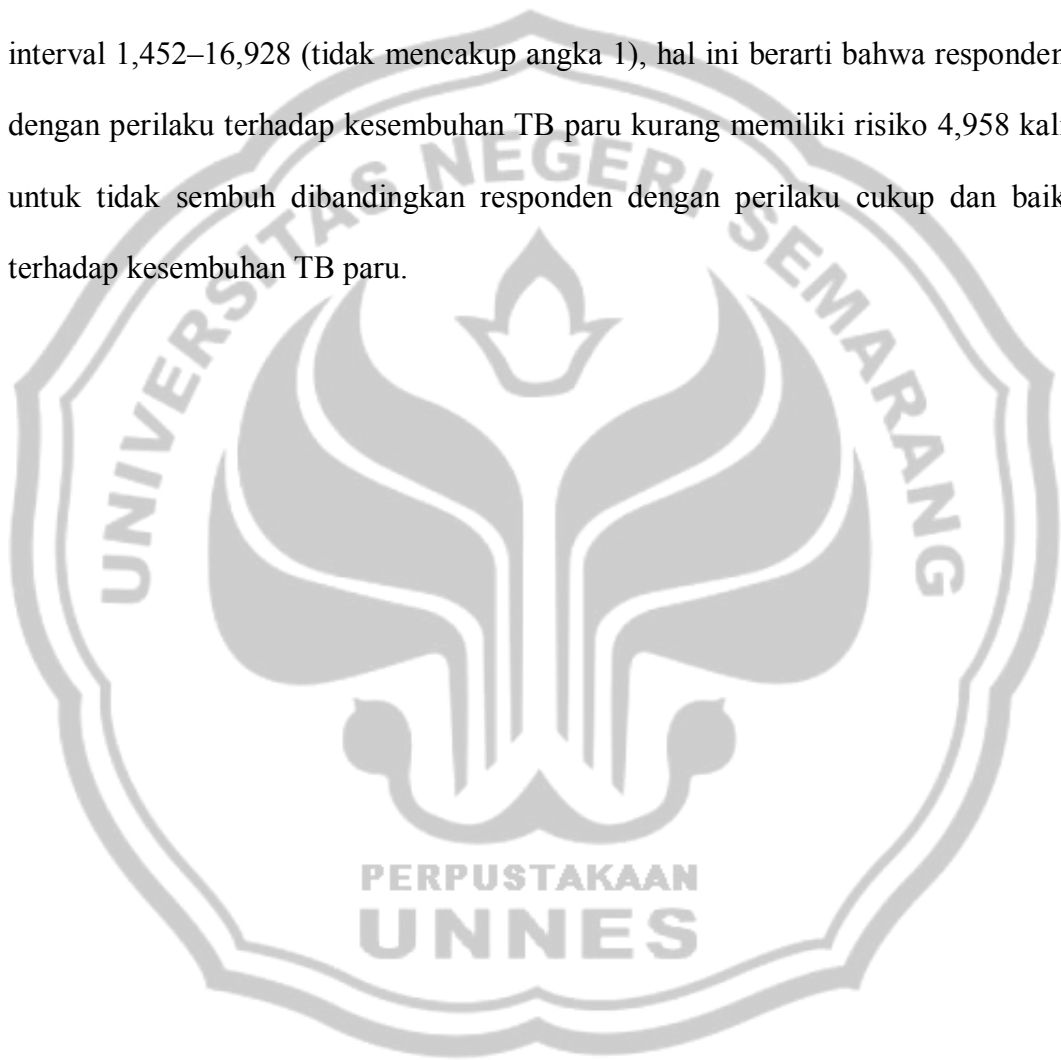 interval 1,452–16,928 (tidak mencakup angka 1), hal ini berarti bahwa responden
dengan perilaku terhadap kesembuhan TB paru kurang memiliki risiko 4,958 kali
untuk tidak sembuh dibandingkan responden dengan perilaku cukup dan baik
terhadap kesembuhan TB paru.
UNIVERSITAS NEGERI SEMARANG
PERPUSTAKAAN
UNNES